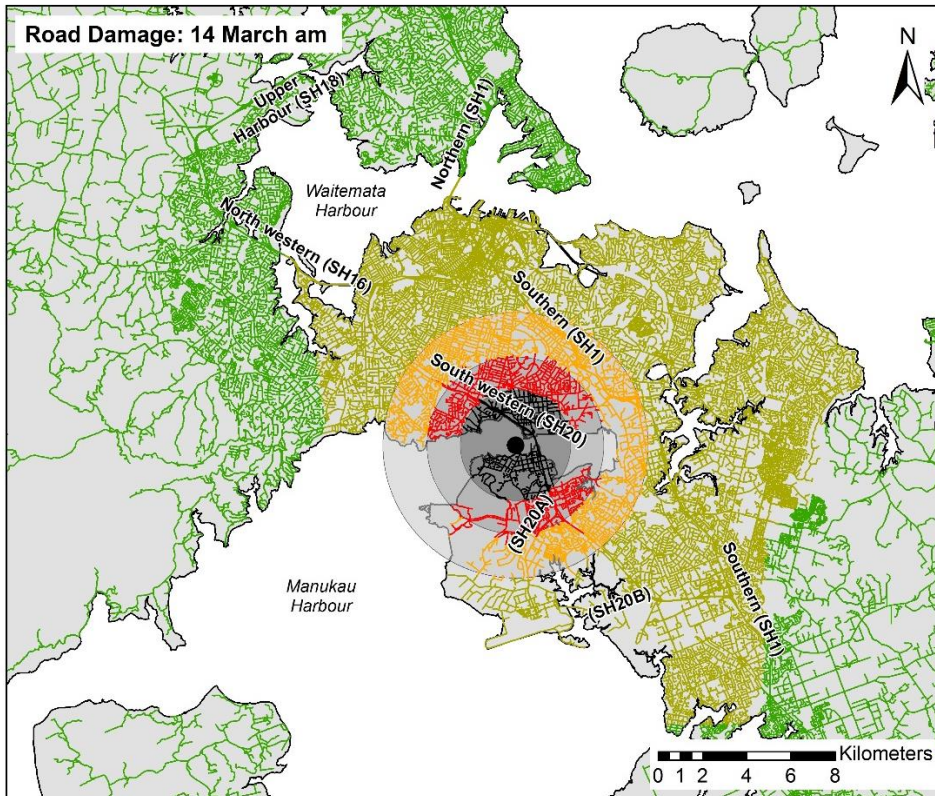 Road Damage: 14 March am
N
Upper
Harbour (SH18)
Northern (SH1)
Waitemata
Harbour
North western (SH16)
Southern (SH1)
South western (SH20)
(SH20A)
Manukau
Harbour
(SH20B)
Southern (SH1)
Kilometers
0 1 2 4 6 8